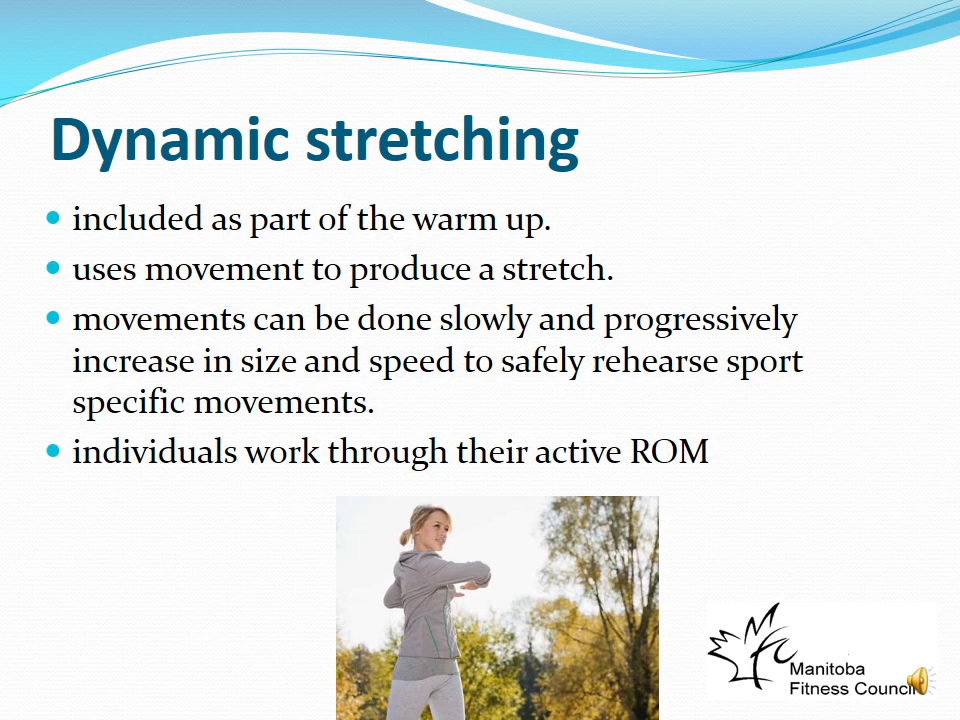 Dynamic stretching
included as part of the warm up.
uses movement to produce a stretch.
movements can be done slowly and progressively
increase in size and speed to safely rehearse sport
specific movements.
individuals work through their active ROM
Manitoba
Fitness Council